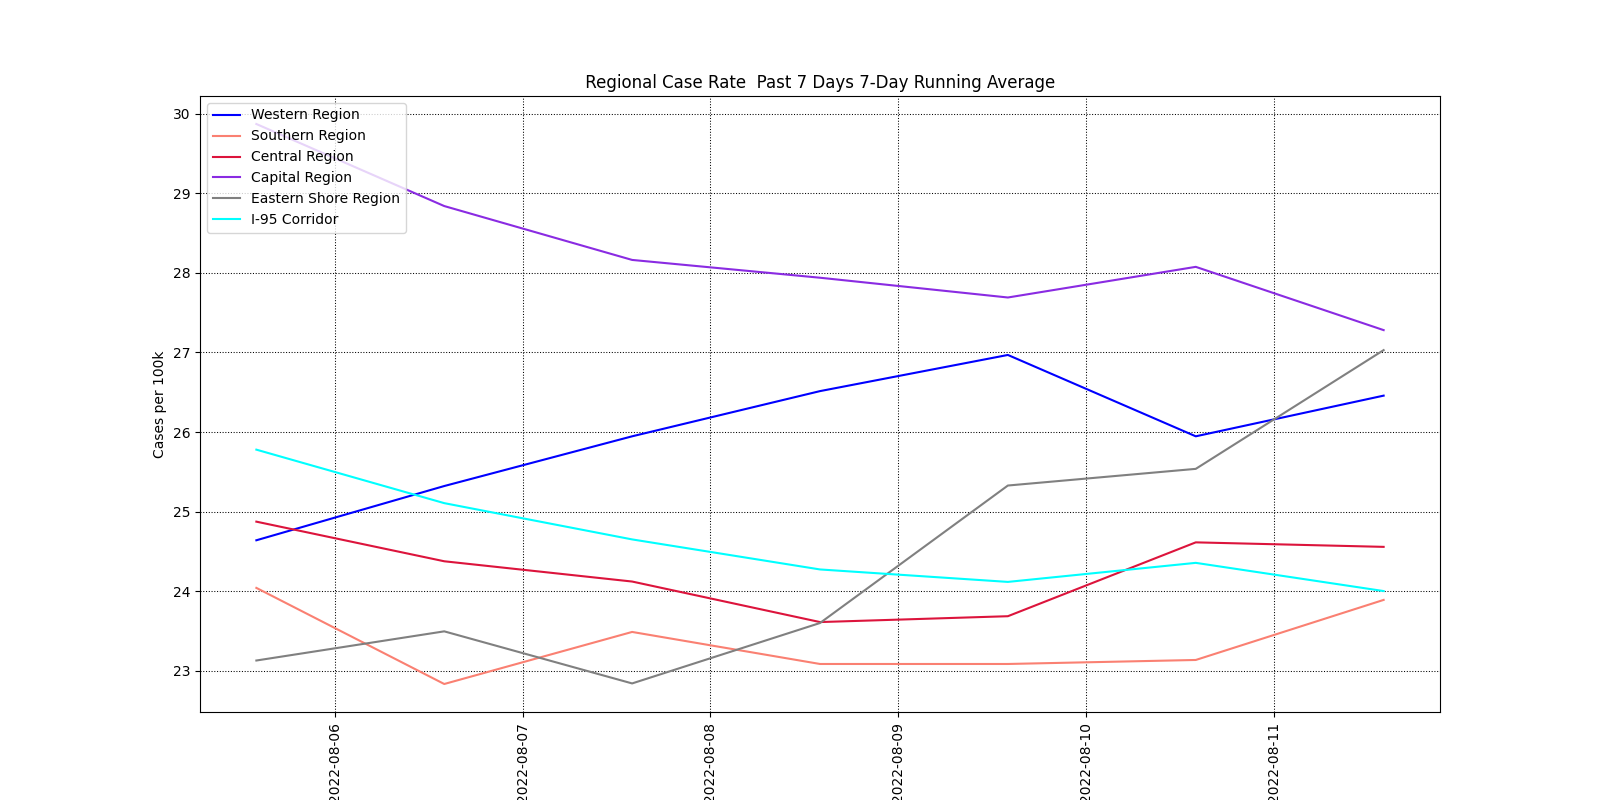 Regional Case Rate  Past 7 Days 7-Day Running Average
30
29
28
27
26
25
24
23
Cases per 100k
Western Region
Southern Region
Central Region
Capital Region
Eastern Shore Region
I-95 Corridor
2022-08-06
2022-08-07
2022-08-08
2022-08-09
2022-08-10
2022-08-11